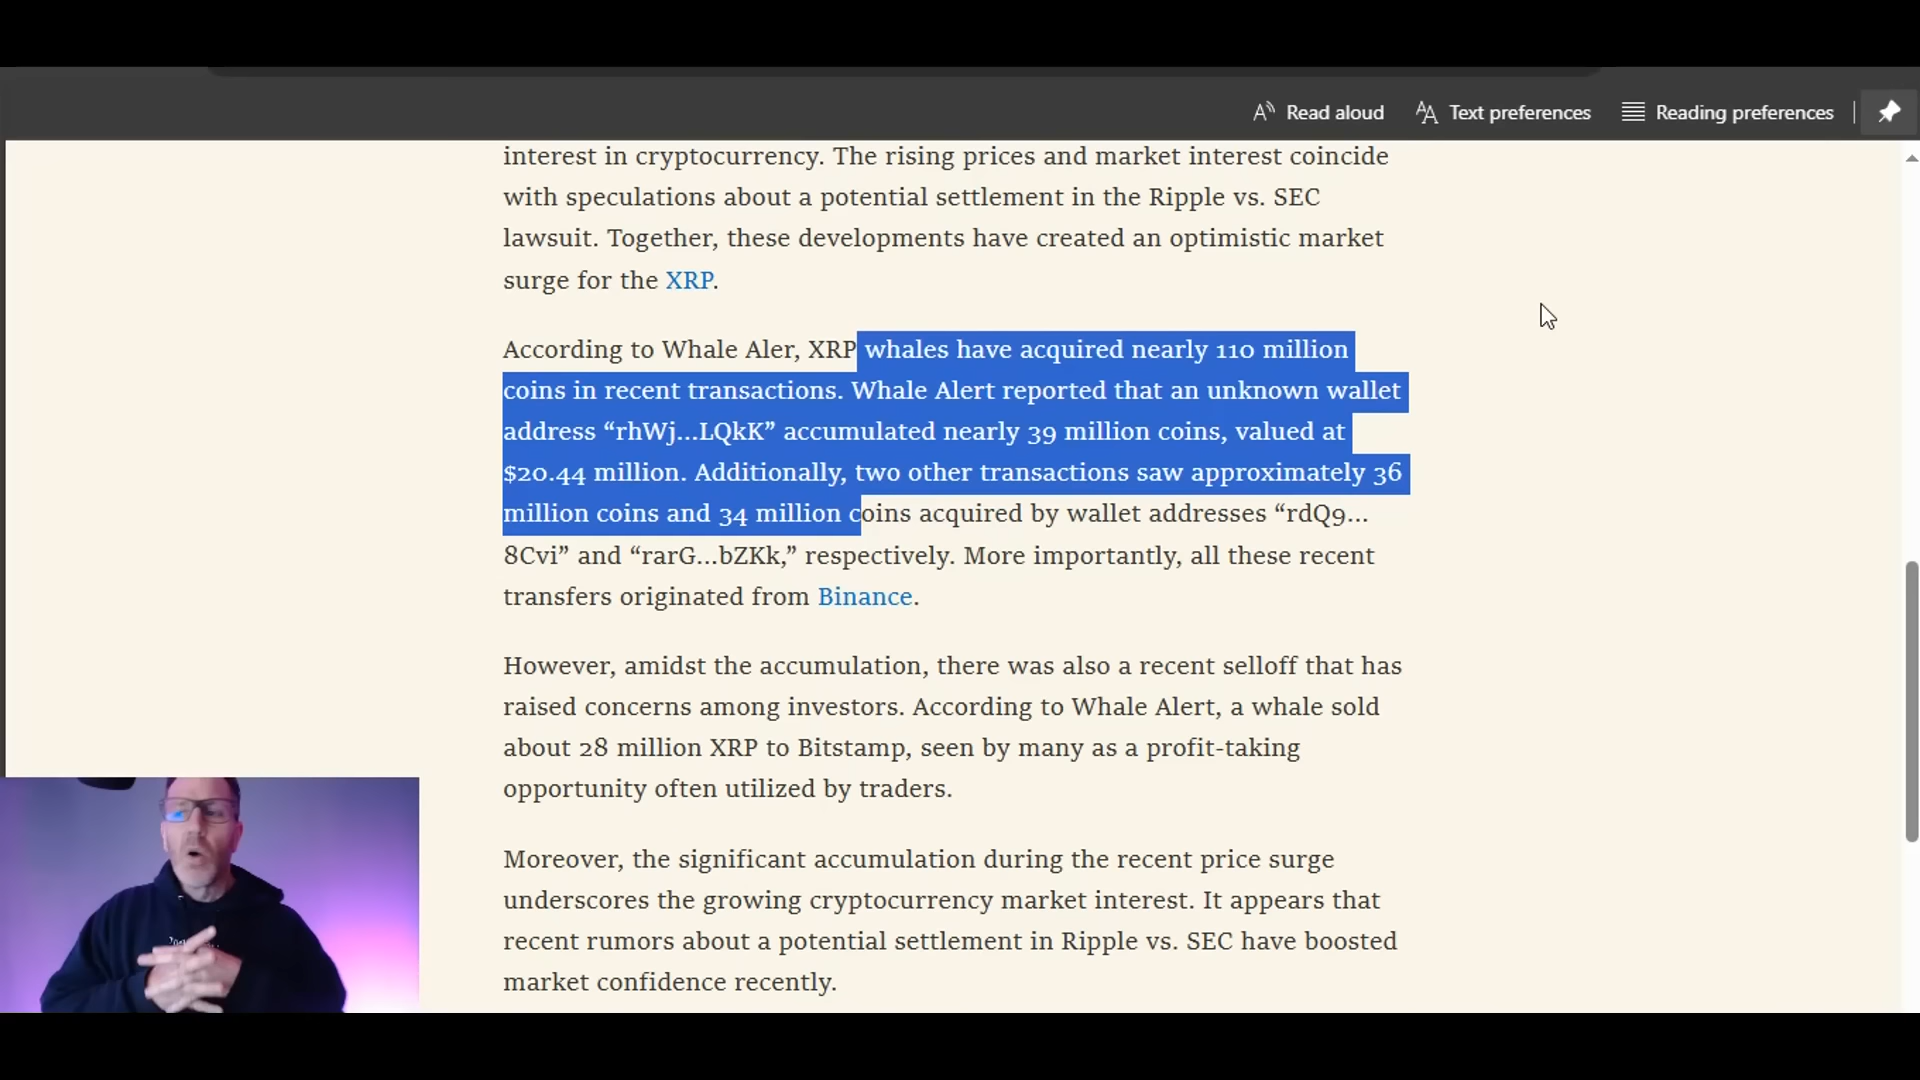 Read aloud
Text preferences
Reading preferences
interest in cryptocurrency. The rising prices and market interest coincide
with speculations about a potential settlement in the Ripple vs. SEC
lawsuit. Together, these developments have created an optimistic market
surge for the XRP.
According to Whale Aler, XRP whales have acquired nearly 110 million
coins in recent transactions. Whale Alert reported that an unknown wallet
address “rhWj...LQkK” accumulated nearly 39 million coins, valued at
$20.44 million. Additionally, two other transactions saw approximately 36
million coins and 34 million coins acquired by wallet addresses “rdQ9...
8Cvi” and “rarG...bZKk,” respectively. More importantly, all these recent
transfers originated from Binance.
However, amidst the accumulation, there was also a recent selloff that has
raised concerns among investors. According to Whale Alert, a whale sold
about 28 million XRP to Bitstamp, seen by many as a profit-taking
opportunity often utilized by traders.
Moreover, the significant accumulation during the recent price surge
underscores the growing cryptocurrency market interest. It appears that
recent rumors about a potential settlement in Ripple vs. SEC have boosted
market confidence recently.